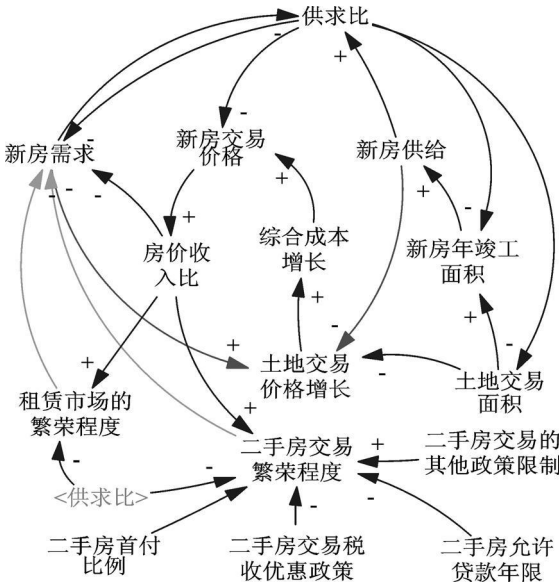 供求比
新房需求
新房交易
价格
新房供给
房价收
入比
综合成本
增长
新房年竣工
面积
土地交易
价格增长
土地交易
面积
租赁市场的
繁荣程度
二手房交易
繁荣程度
二手房交易的
其他政策限制
<供求比>
二手房首付
比例
二手房交易税
收优惠政策
二手房允许
贷款年限